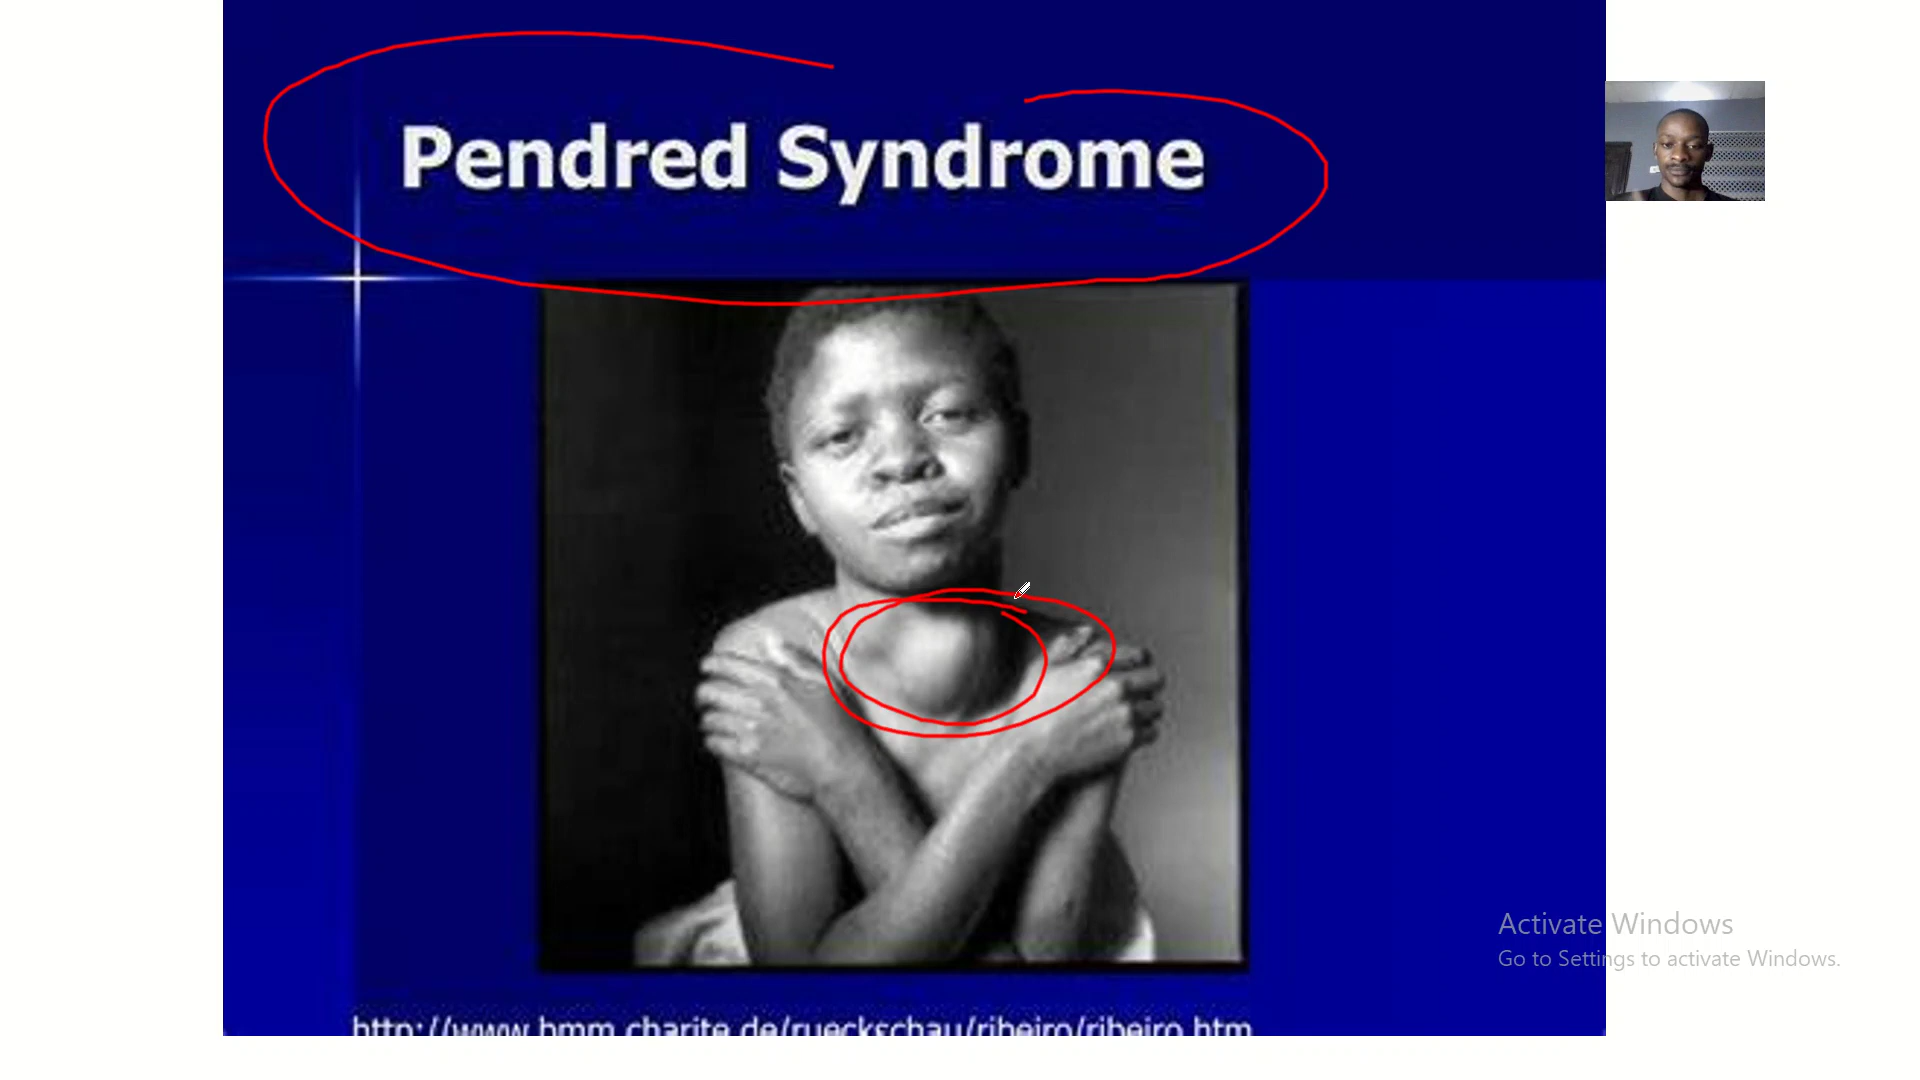 Pendred Syndrome
http://www.bmm.charite.de/rueckschau/ribeiro/ribeiro.htm
Activate Windows
Go to Settings to activate Windows.